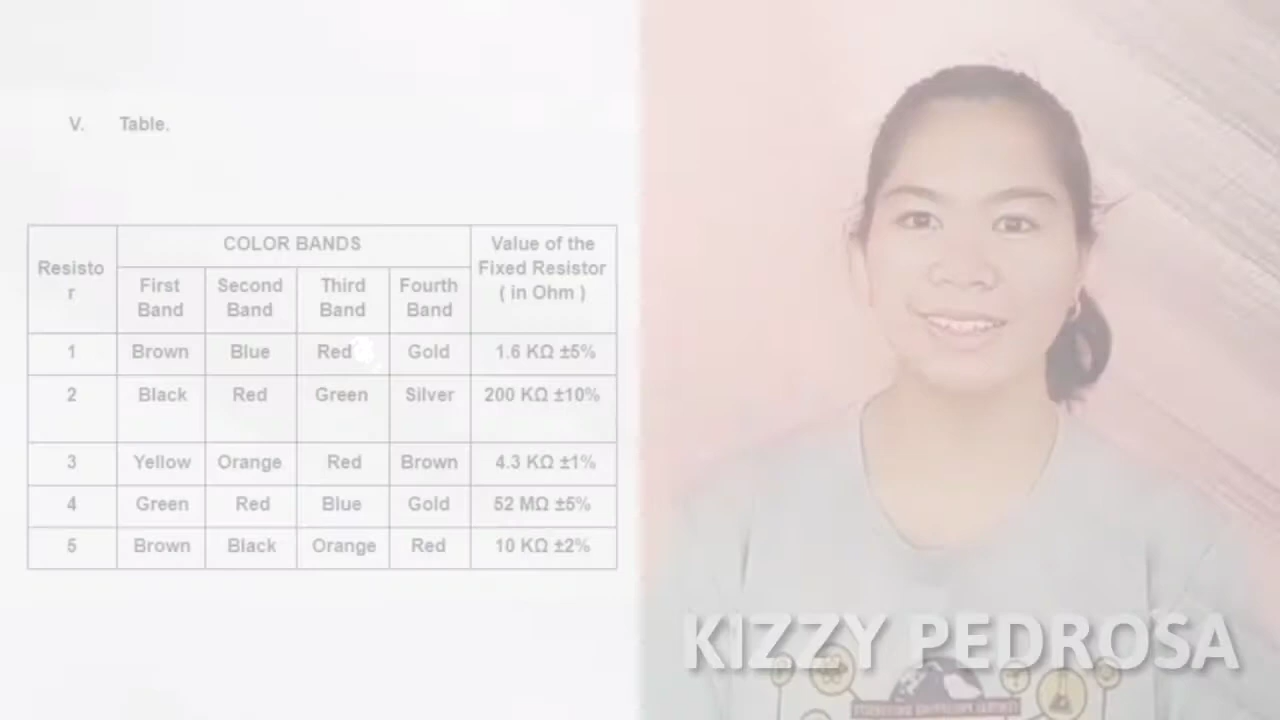 V. Table.
COLOR BANDS
Value of the
Fixed Resistor
( in Ohm )
Resisto
r
First
Band
Second
Band
Third
Band
Fourth
Band
1 Brown Blue Red Gold 1.6 KΩ ±5%
2 Black Red Green Silver 200 KΩ ±10%
3 Yellow Orange Red Brown 4.3 KΩ ±1%
4 Green Red Blue Gold 52 MΩ ±5%
5 Brown Black Orange Red 10 KΩ ±2%
KIZZY PEDROSA